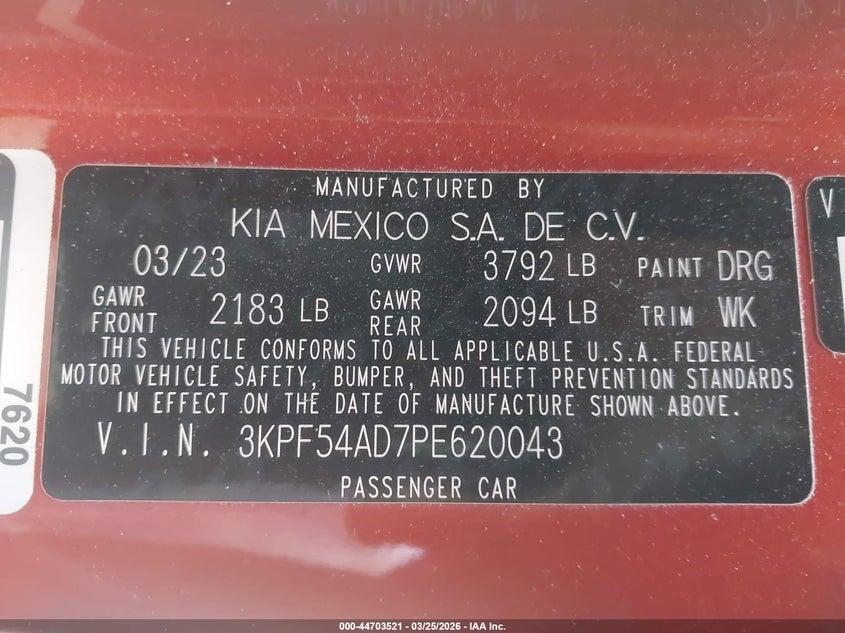 MANUFACTURED BY
KIA MEXICO S.A. DE C.V.
03/23 GVWR 3792 LB PAINT DRG
GAWR FRONT 2183 LB GAWR REAR 2094 LB TRIM WK
THIS VEHICLE CONFORMS TO ALL APPLICABLE U.S.A. FEDERAL
MOTOR VEHICLE SAFETY, BUMPER, AND THEFT PREVENTION STANDARDS
IN EFFECT ON THE DATE OF MANUFACTURE SHOWN ABOVE.
V.I.N. 3KPF54AD7PE620043
PASSENGER CAR
7620
V
000-44703521 - 03/25/2026 - IAA Inc.